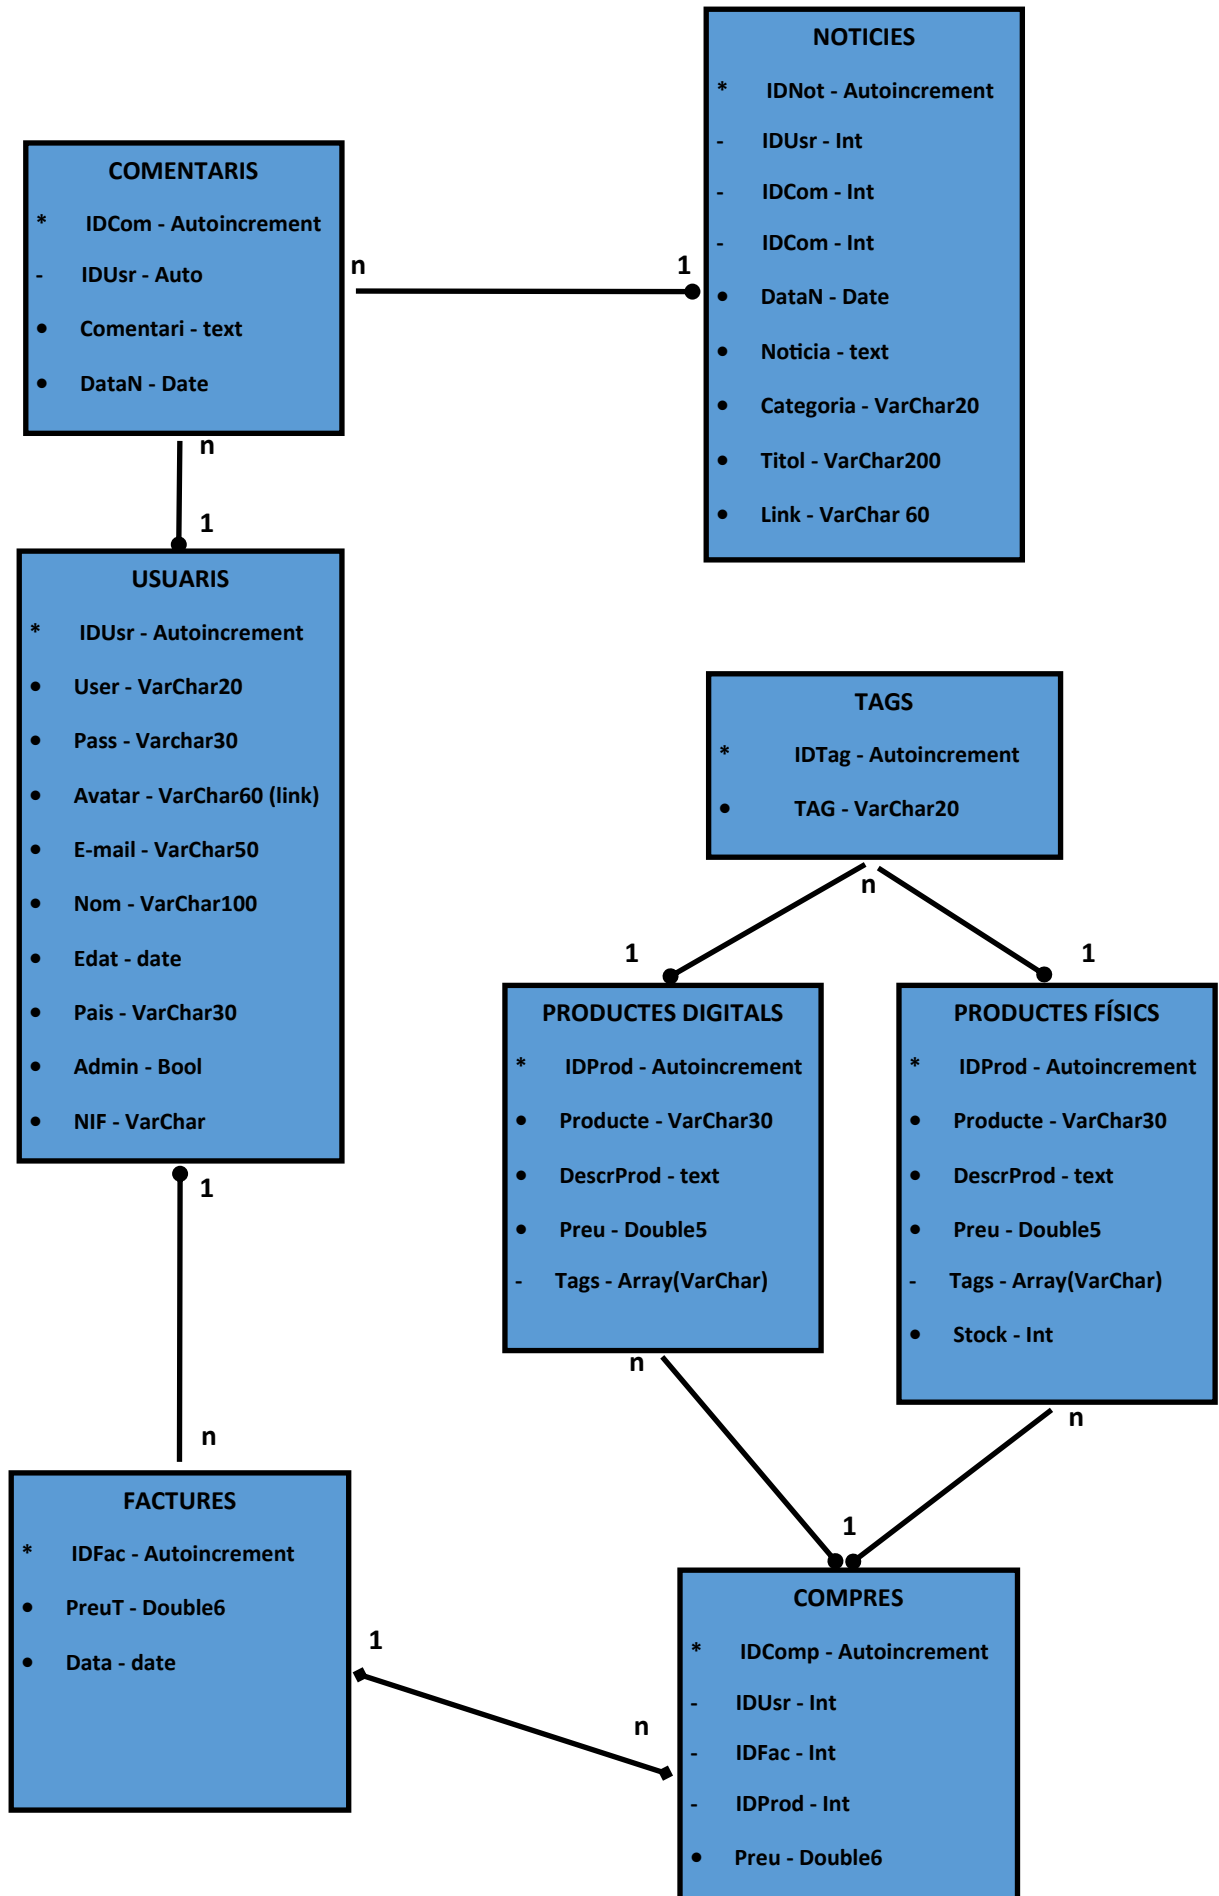 NOTICIES
* IDNot - Autoincrement
- IDUsr - Int
- IDCom - Int
- IDCom - Int
• DataN - Date
• Noticia - text
• Categoria - VarChar20
• Titol - VarChar200
• Link - VarChar 60
COMENTARIS
* IDCom - Autoincrement
- IDUsr - Auto
• Comentari - text
• DataN - Date
n
1
n
1
USUARIS
* IDUsr - Autoincrement
• User - VarChar20
• Pass - Varchar30
• Avatar - VarChar60 (link)
• E-mail - VarChar50
• Nom - VarChar100
• Edat - date
• Pais - VarChar30
• Admin - Bool
• NIF - VarChar
1
n
TAGS
* IDTag - Autoincrement
• TAG - VarChar20
n
1
1
PRODUCTES DIGITALS
* IDProd - Autoincrement
• Producte - VarChar30
• DescrProd - text
• Preu - Double5
- Tags - Array(VarChar)
n
PRODUCTES FÍSICS
* IDProd - Autoincrement
• Producte - VarChar30
• DescrProd - text
• Preu - Double5
- Tags - Array(VarChar)
• Stock - Int
n
1
FACTURES
* IDFac - Autoincrement
• PreuT - Double6
• Data - date
1
n
COMPRES
* IDComp - Autoincrement
- IDUsr - Int
- IDFac - Int
- IDProd - Int
• Preu - Double6